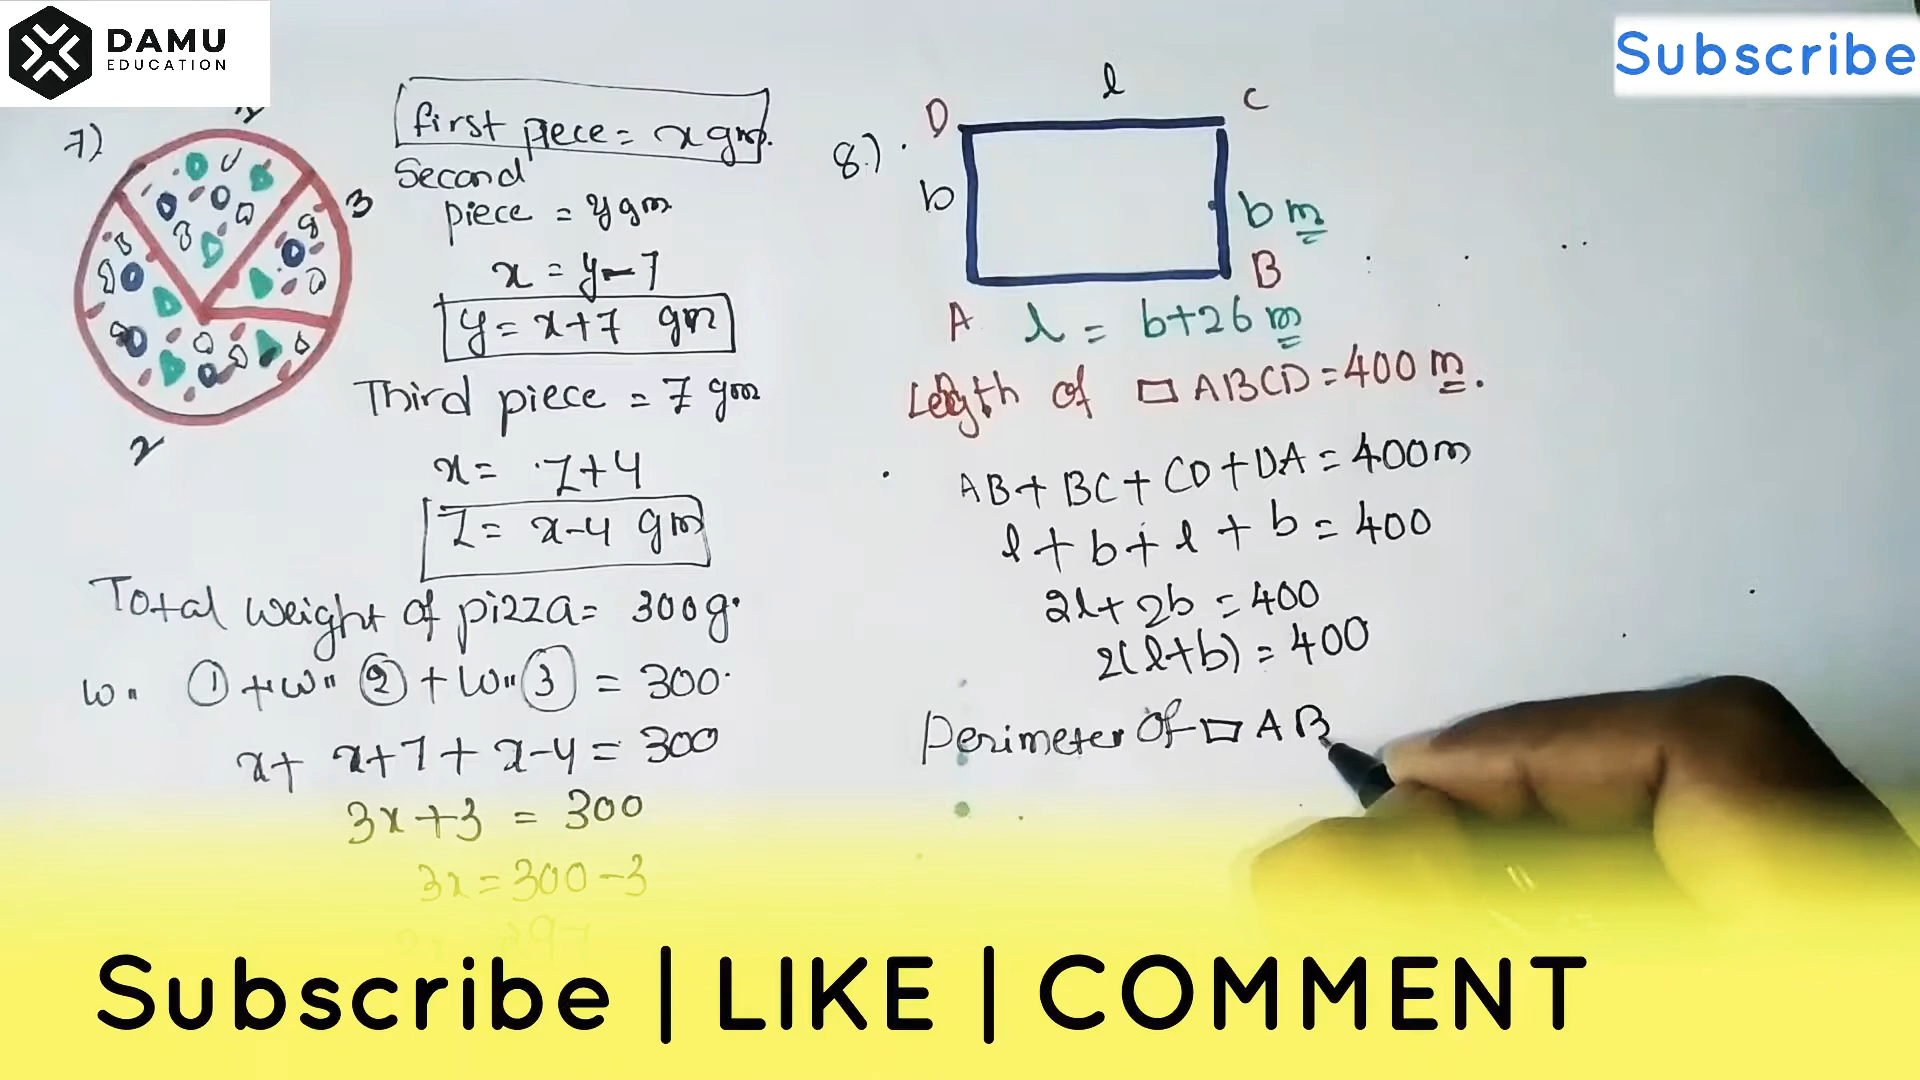 DAMU
EDUCATION
Subscribe
7)
3
2
first piece = x gm.
Second
piece = y gm
x = y - 7
y = x+7 gm
Third piece = Z gm
x = Z+4
Z = x-4 gm
Total weight of pizza = 300g.
w" ① + w" ② + w" ③ = 300.
x + x+7 + x-4 = 300
3x+3 = 300
3x = 300-3
8.)
l
D
C
b
b m
B
A
l = b+26 m
Length of □ ABCD = 400 m.
AB + BC + CD + DA = 400m
l + b + l + b = 400
2l + 2b = 400
2(l+b) = 400
Perimeter Of □ AB
Subscribe | LIKE | COMMENT